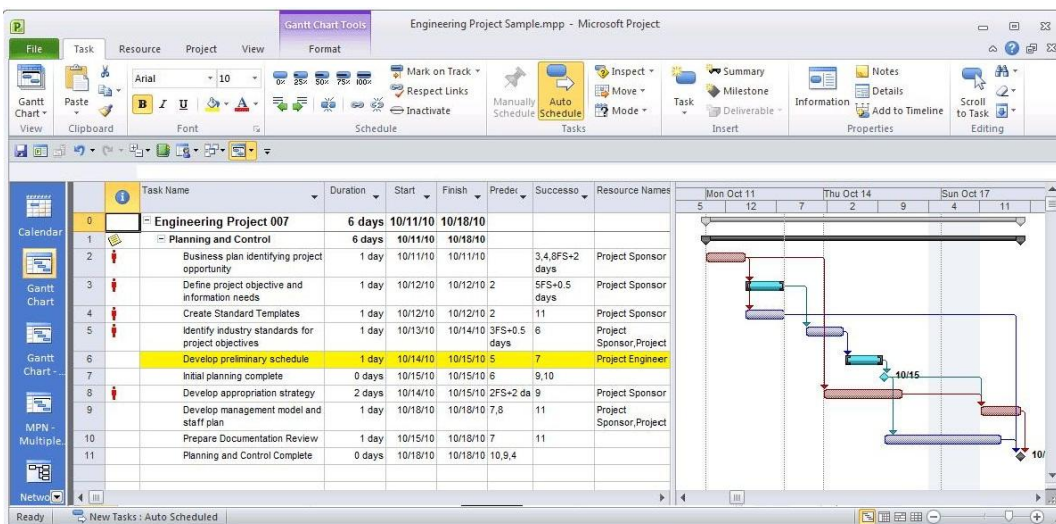 Gantt Chart Tools
Engineering Project Sample.mpp - Microsoft Project
File Task Resource Project View Format
Gantt Chart
View
Paste
Clipboard
Arial 10
B I U A
Font
0% 25% 50% 75% 100%
Mark on Track
Respect Links
Inactivate
Schedule
Manually Schedule
Auto Schedule
Inspect
Move
Mode
Tasks
Task
Summary
Milestone
Deliverable
Insert
Information
Notes
Details
Add to Timeline
Properties
Scroll to Task
Editing
Calendar
Gantt Chart
Gantt Chart -...
MPN - Multiple...
Netwo
Task Name Duration Start Finish Predec Successo Resource Names
0 Engineering Project 007 6 days 10/11/10 10/18/10
1 Planning and Control 6 days 10/11/10 10/18/10
2 Business plan identifying project 1 day 10/11/10 10/11/10 3,4,8FS+2 Project Sponsor
opportunity days
3 Define project objective and 1 day 10/12/10 10/12/10 2 5FS+0.5 Project Sponsor
information needs days
4 Create Standard Templates 1 day 10/12/10 10/12/10 2 11 Project Sponsor
5 Identify industry standards for 1 day 10/13/10 10/14/10 3FS+0.5 6 Project
project objectives days Sponsor,Project
6 Develop preliminary schedule 1 day 10/14/10 10/15/10 5 7 Project Engineer
7 Initial planning complete 0 days 10/15/10 10/15/10 6 9,10
8 Develop appropriation strategy 2 days 10/14/10 10/15/10 2FS+2 da 9 Project Sponsor
9 Develop management model and 1 day 10/18/10 10/18/10 7,8 11 Project
staff plan Sponsor,Project
10 Prepare Documentation Review 1 day 10/15/10 10/18/10 7 11
11 Planning and Control Complete 0 days 10/18/10 10/18/10 10,9,4
Mon Oct 11 Thu Oct 14 Sun Oct 17
5 12 7 2 9 4 11
10/15
10/
Ready New Tasks : Auto Scheduled